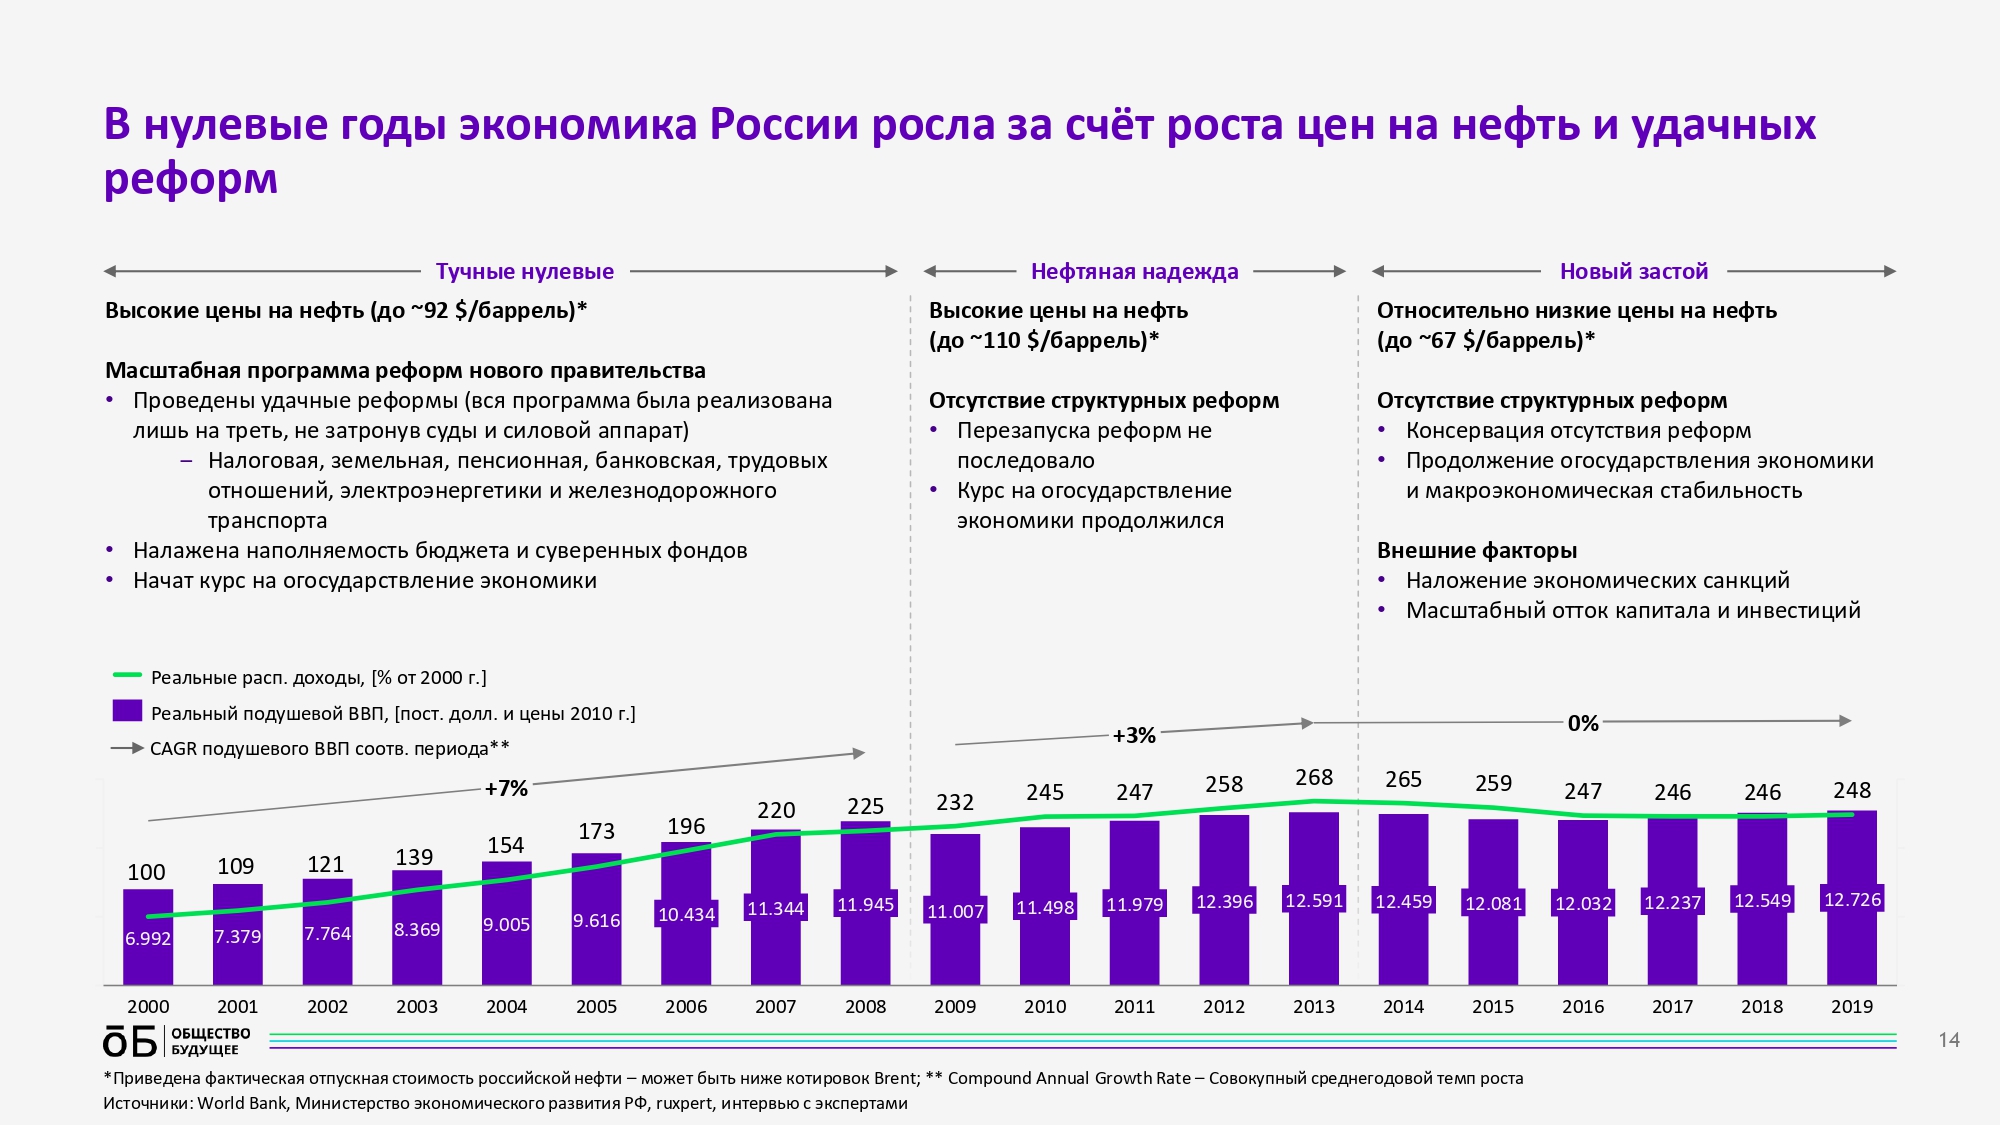 В нулевые годы экономика России росла за счёт роста цен на нефть и удачных
реформ
Тучные нулевые
Высокие цены на нефть (до ~92 $/баррель)*
Масштабная программа реформ нового правительства
• Проведены удачные реформы (вся программа была реализована
лишь на треть, не затронув суды и силовой аппарат)
– Налоговая, земельная, пенсионная, банковская, трудовых
отношений, электроэнергетики и железнодорожного
транспорта
• Налажена наполняемость бюджета и суверенных фондов
• Начат курс на огосударствление экономики
Нефтяная надежда
Высокие цены на нефть
(до ~110 $/баррель)*
Отсутствие структурных реформ
• Перезапуска реформ не
последовало
• Курс на огосударствление
экономики продолжился
Новый застой
Относительно низкие цены на нефть
(до ~67 $/баррель)*
Отсутствие структурных реформ
• Консервация отсутствия реформ
• Продолжение огосударствления экономики
и макроэкономическая стабильность
Внешние факторы
• Наложение экономических санкций
• Масштабный отток капитала и инвестиций
Реальные расп. доходы, [% от 2000 г.]
Реальный подушевой ВВП, [пост. долл. и цены 2010 г.]
CAGR подушевого ВВП соотв. периода**
+7% +3% 0%
100 109 121 139 154 173 196 220 225 232 245 247 258 268 265 259 247 246 246 248
6.992 7.379 7.764 8.369 9.005 9.616 10.434 11.344 11.945 11.007 11.498 11.979 12.396 12.591 12.459 12.081 12.032 12.237 12.549 12.726
2000 2001 2002 2003 2004 2005 2006 2007 2008 2009 2010 2011 2012 2013 2014 2015 2016 2017 2018 2019
ОБ ОБЩЕСТВО
БУДУЩЕЕ
14
*Приведена фактическая отпускная стоимость российской нефти – может быть ниже котировок Brent; ** Compound Annual Growth Rate – Совокупный среднегодовой темп роста
Источники: World Bank, Министерство экономического развития РФ, ruxpert, интервью с экспертами